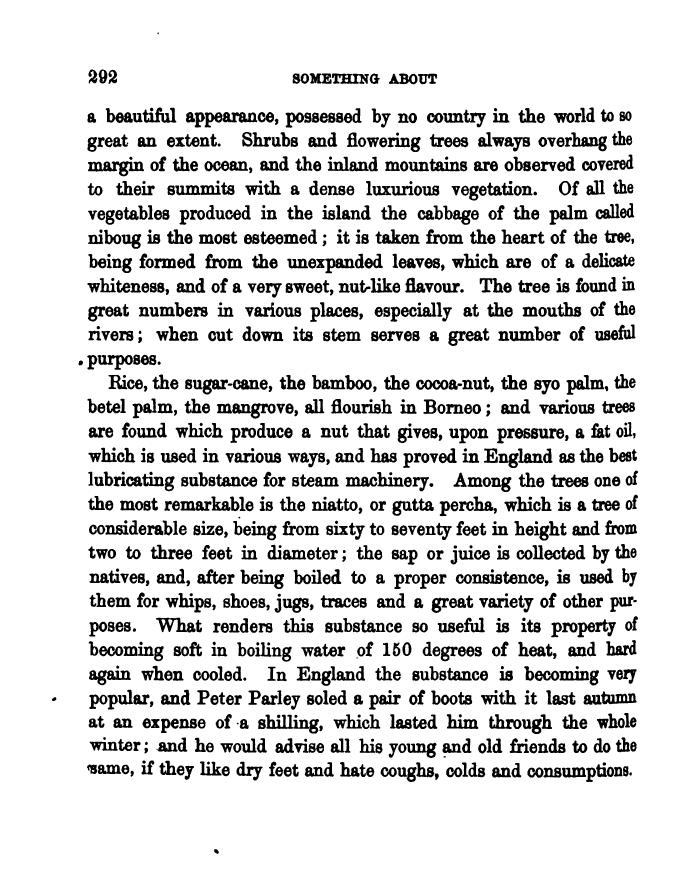 292 SOMETHING ABOUT
a beautiful appearance, possessed by no country in the world to so
great an extent. Shrubs and flowering trees always overhang the
margin of the ocean, and the inland mountains are observed covered
to their summits with a dense luxurious vegetation. Of all the
vegetables produced in the island the cabbage of the palm called
niboug is the most esteemed; it is taken from the heart of the tree,
being formed from the unexpanded leaves, which are of a delicate
whiteness, and of a very sweet, nut-like flavour. The tree is found in
great numbers in various places, especially at the mouths of the
rivers; when cut down its stem serves a great number of useful
purposes.
Rice, the sugar-cane, the bamboo, the cocoa-nut, the syo palm, the
betel palm, the mangrove, all flourish in Borneo; and various trees
are found which produce a nut that gives, upon pressure, a fat oil,
which is used in various ways, and has proved in England as the best
lubricating substance for steam machinery. Among the trees one of
the most remarkable is the niatto, or gutta percha, which is a tree of
considerable size, being from sixty to seventy feet in height and from
two to three feet in diameter; the sap or juice is collected by the
natives, and, after being boiled to a proper consistence, is used by
them for whips, shoes, jugs, traces and a great variety of other pur-
poses. What renders this substance so useful is its property of
becoming soft in boiling water of 150 degrees of heat, and hard
again when cooled. In England the substance is becoming very
popular, and Peter Parley soled a pair of boots with it last autumn
at an expense of a shilling, which lasted him through the whole
winter; and he would advise all his young and old friends to do the
same, if they like dry feet and hate coughs, colds and consumptions.